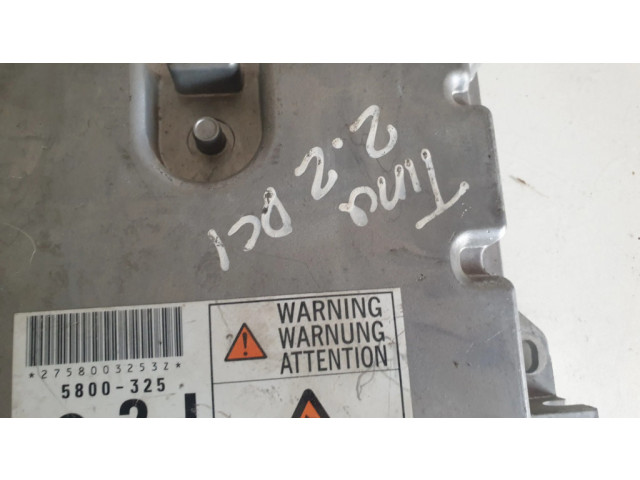 Tino
2.2 DCI
*27580032532*
5800-325
WARNING
WARNUNG
ATTENTION